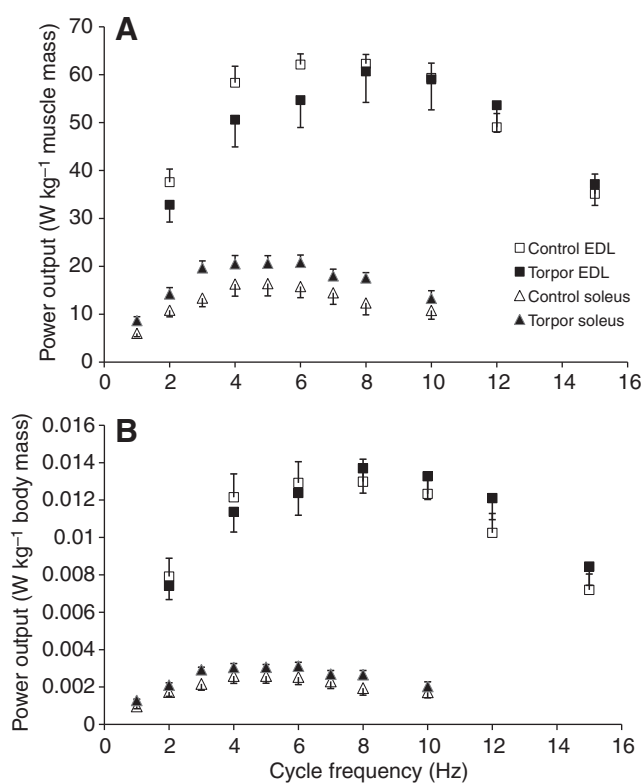 A
Power output (W kg⁻¹ muscle mass)
70
60
50
40
30
20
10
0
0 2 4 6 8 10 12 14 16
Control EDL
Torpor EDL
Control soleus
Torpor soleus
B
Power output (W kg⁻¹ body mass)
0.016
0.014
0.012
0.01
0.008
0.006
0.004
0.002
0
0 2 4 6 8 10 12 14 16
Cycle frequency (Hz)